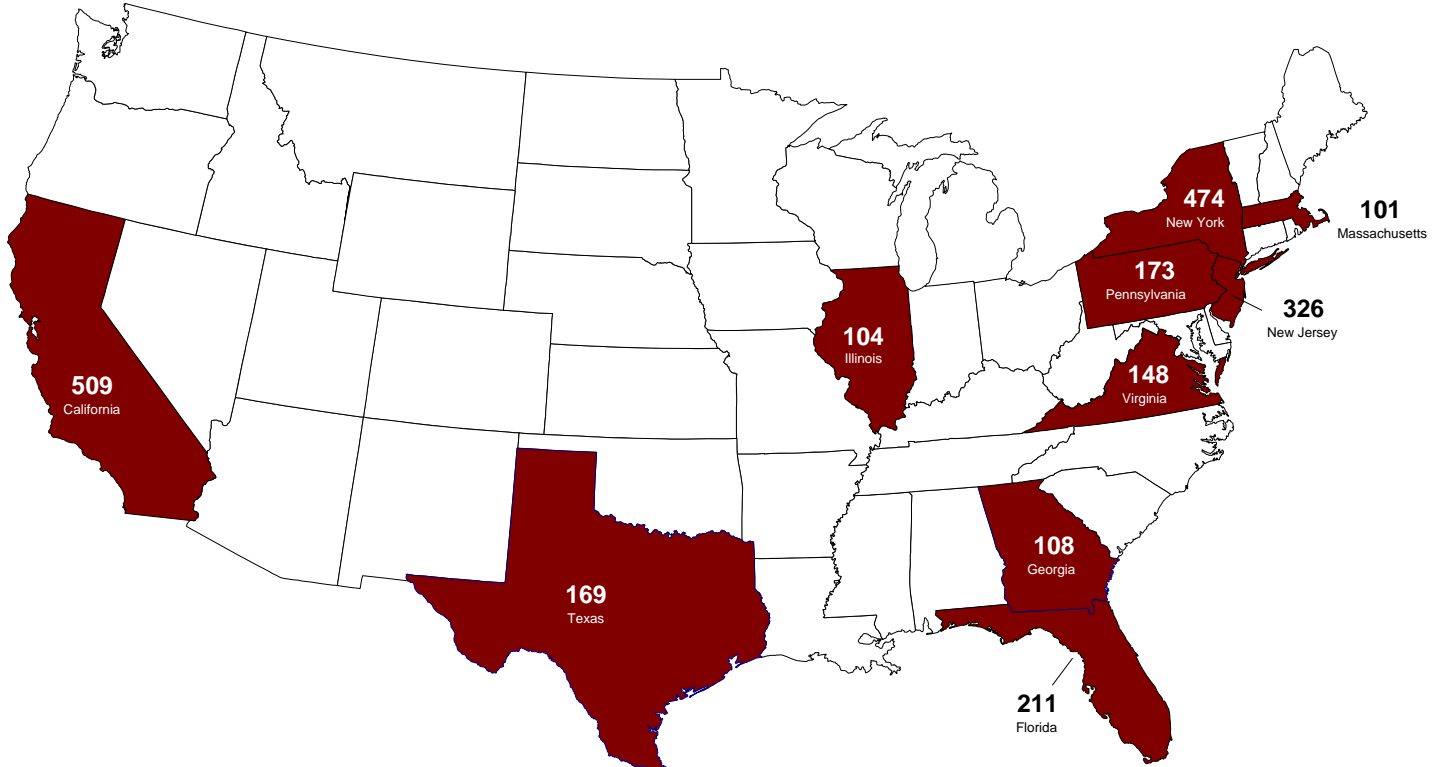 474
New York
101
Massachusetts
173
Pennsylvania
326
New Jersey
104
Illinois
148
Virginia
509
California
108
Georgia
169
Texas
211
Florida